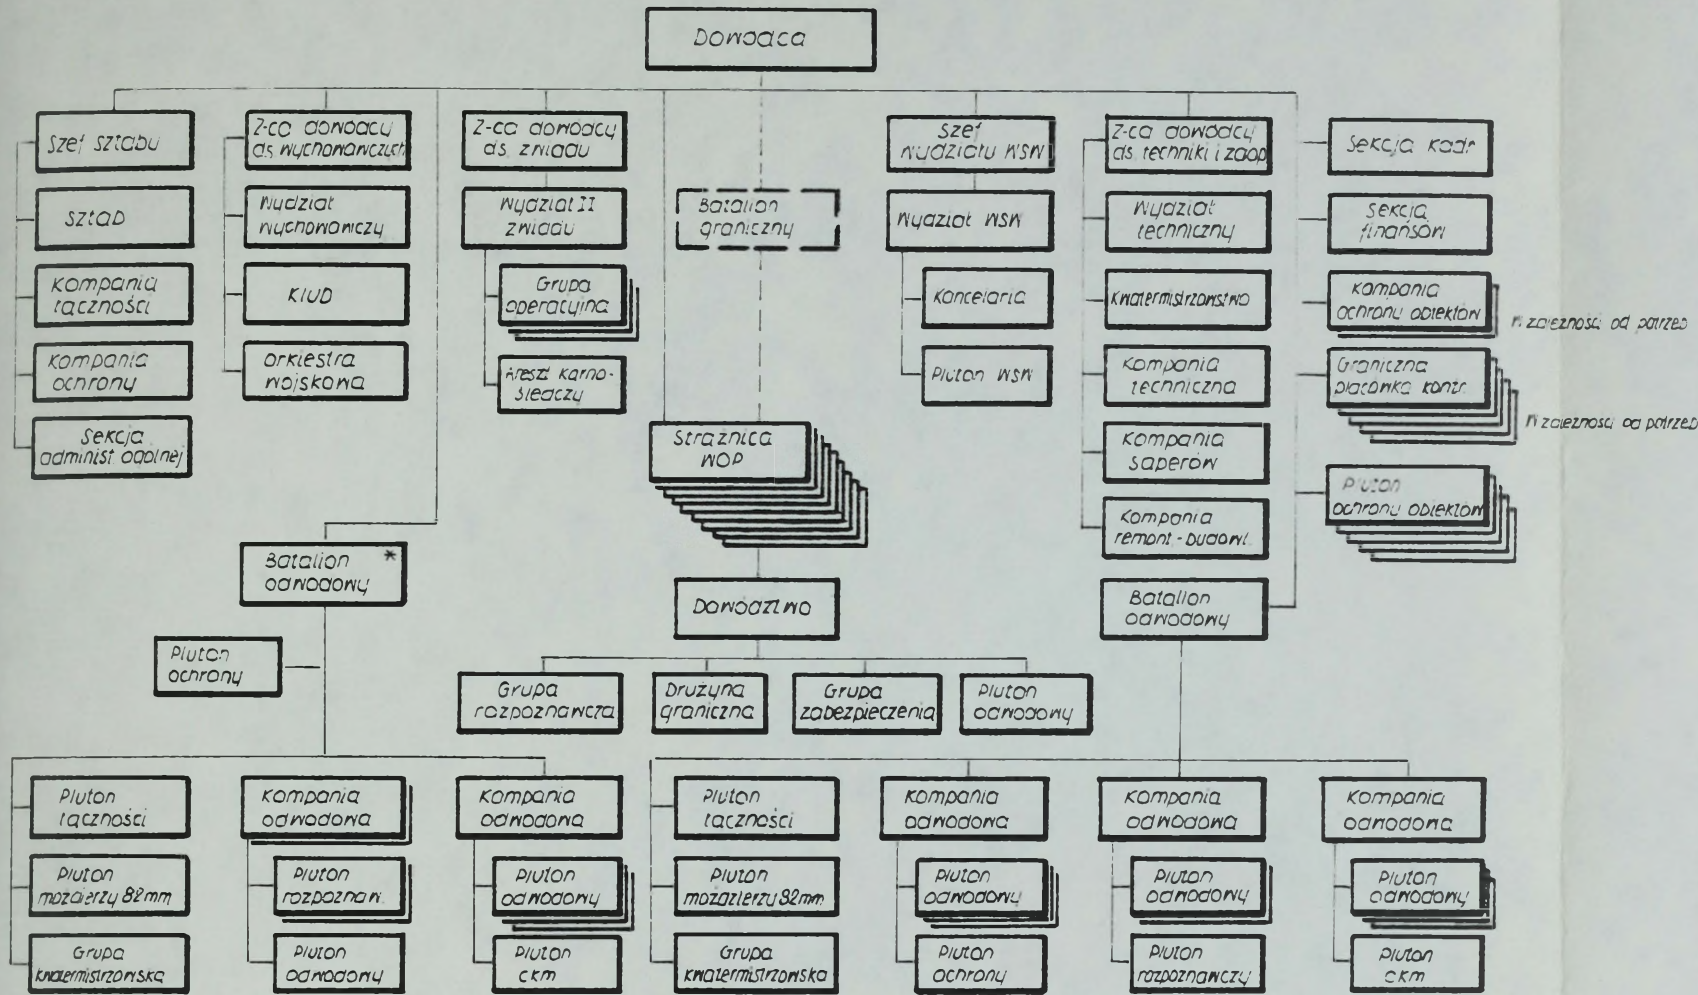 Dowódca
Szef sztabu
Sztab
Kompania
łączności
Kompania
ochrony
Sekcja
administ ogólnej
Z-ca dowódcy
ds. wychowawczych
Wydział
wychowawczy
Klub
Orkiestra
wojskowa
Z-ca dowódcy
ds. zwiadu
Wydział II
zwiadu
Grupa
operacyjna
Areszt karno-
śledczy
Batalion
graniczny
Strażnica
WOP
Szef
wydziału WSW
Wydział WSW
Kancelaria
Pluton WSW
Z-ca dowódcy
ds. techniki i zaop.
Wydział
techniczny
Kwatermistrzostwo
Kompania
techniczna
Kompania
saperów
Kompania
remont.-budowl.
Sekcja kadr
Sekcja
finansów
Kompania
ochrony obiektów
w zależności od potrzeb
Graniczna
placówka kontr.
w zależności od potrzeb
Pluton
ochrony obiektów
Batalion *
odwodowy
Pluton
ochrony
Dowództwo
Batalion
odwodowy
Grupa
rozpoznawcza
Drużyna
graniczna
Grupa
zabezpieczenia
Pluton
odwodowy
Pluton
łączności
Pluton
moździerzy 82mm
Grupa
kwatermistrzowska
Kompania
odwodowa
Pluton
rozpoznaw.
Pluton
odwodowy
Kompania
odwodowa
Pluton
odwodowy
Pluton
ckm
Pluton
łączności
Pluton
moździerzy 82mm
Grupa
kwatermistrzowska
Kompania
odwodowa
Pluton
odwodowy
Pluton
ochrony
Kompania
odwodowa
Pluton
odwodowy
Pluton
rozpoznawczy
Kompania
odwodowa
Pluton
odwodowy
Pluton
ckm